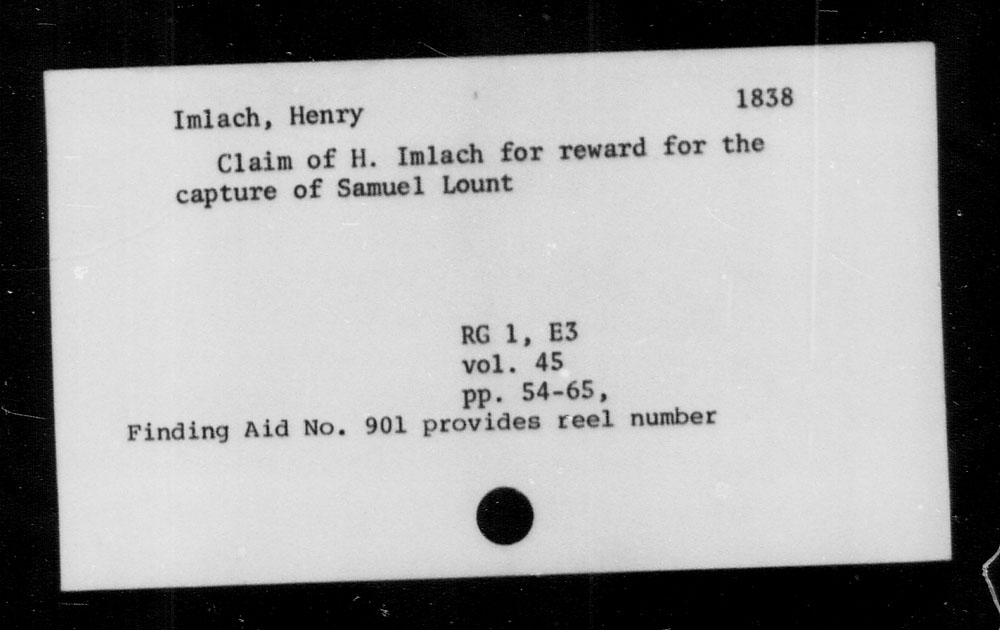 Imlach, Henry 1838
Claim of H. Imlach for reward for the
capture of Samuel Lount
RG 1, E3
vol. 45
pp. 54-65,
Finding Aid No. 901 provides reel number